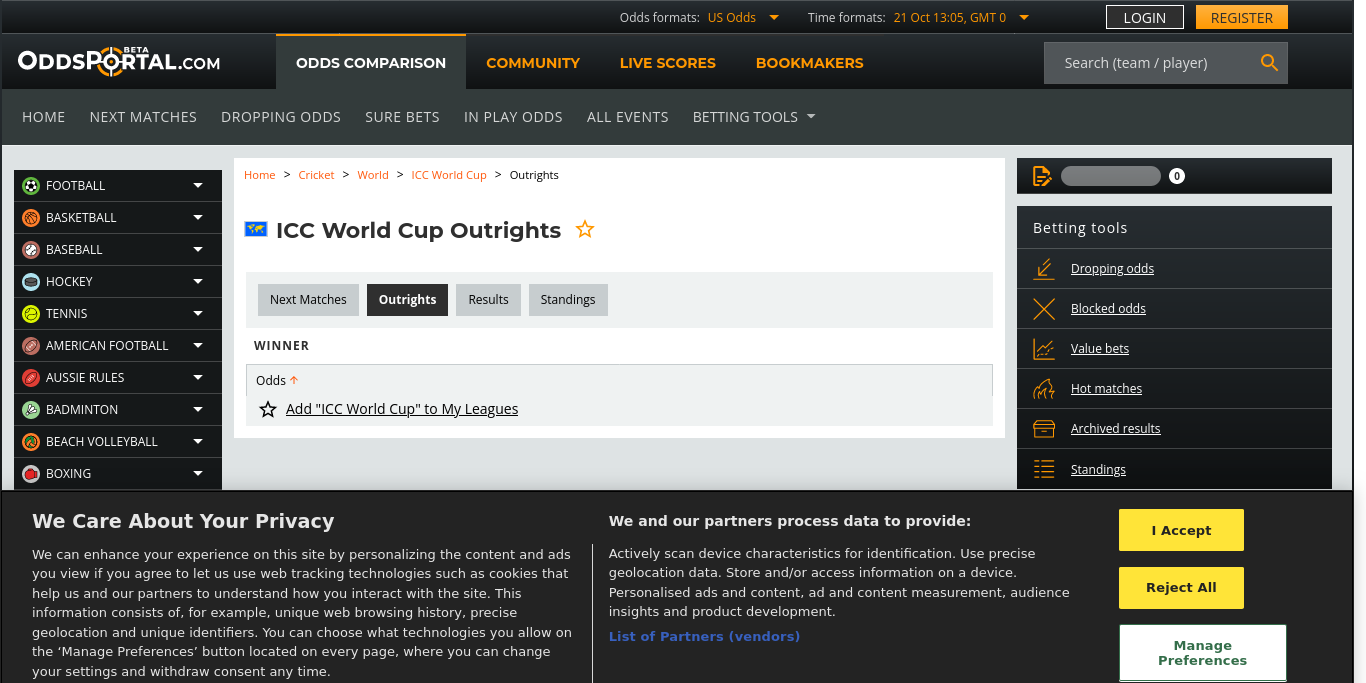 Odds formats: US Odds Time formats: 21 Oct 13:05, GMT 0 LOGIN REGISTER
ODDSPORTAL.COM BETA
ODDS COMPARISON COMMUNITY LIVE SCORES BOOKMAKERS Search (team / player)
HOME NEXT MATCHES DROPPING ODDS SURE BETS IN PLAY ODDS ALL EVENTS BETTING TOOLS
FOOTBALL
BASKETBALL
BASEBALL
HOCKEY
TENNIS
AMERICAN FOOTBALL
AUSSIE RULES
BADMINTON
BEACH VOLLEYBALL
BOXING
Home > Cricket > World > ICC World Cup > Outrights
ICC World Cup Outrights
Next Matches Outrights Results Standings
WINNER
Odds
Add "ICC World Cup" to My Leagues
0
Betting tools
Dropping odds
Blocked odds
Value bets
Hot matches
Archived results
Standings
We Care About Your Privacy
We can enhance your experience on this site by personalizing the content and ads
you view if you agree to let us use web tracking technologies such as cookies that
help us and our partners to understand how you interact with the site. This
information consists of, for example, unique web browsing history, precise
geolocation and unique identifiers. You can choose what technologies you allow on
the ‘Manage Preferences’ button located on every page, where you can change
your settings and withdraw consent any time.
We and our partners process data to provide:
Actively scan device characteristics for identification. Use precise
geolocation data. Store and/or access information on a device.
Personalised ads and content, ad and content measurement, audience
insights and product development.
List of Partners (vendors)
I Accept
Reject All
Manage
Preferences